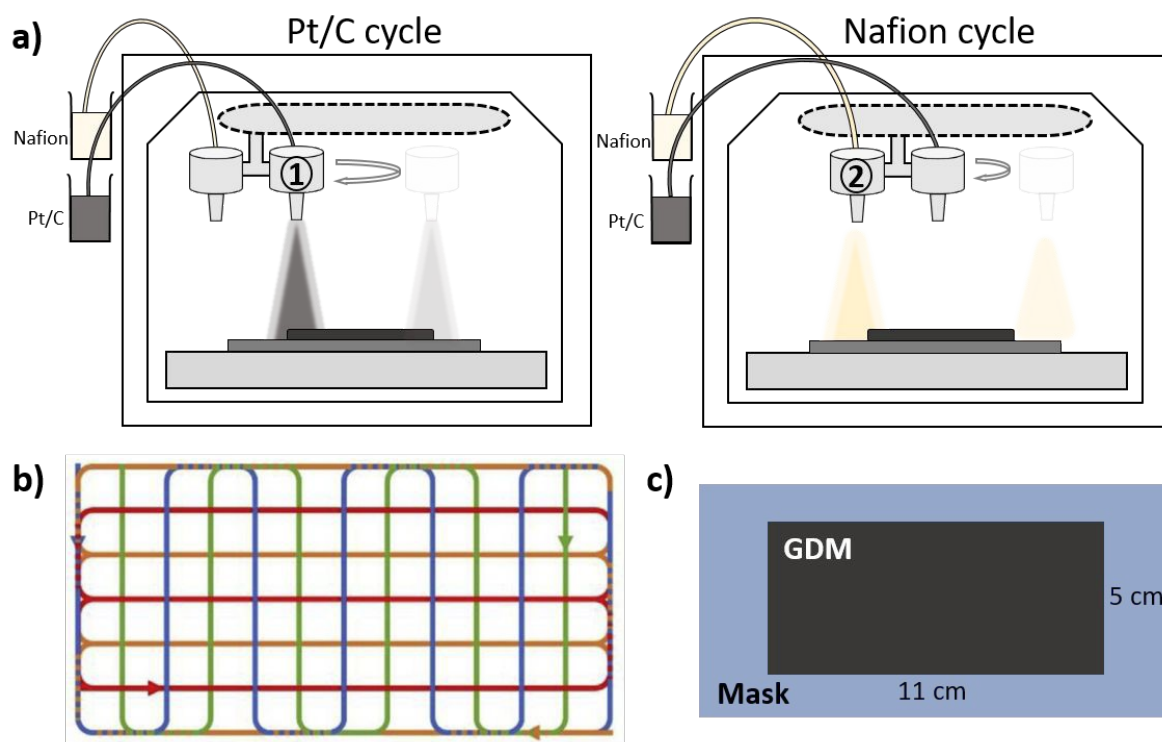 a)
Pt/C cycle
Nafion cycle
Nafion
Pt/C
1
Nafion
Pt/C
2
b)
c)
GDM
5 cm
Mask
11 cm